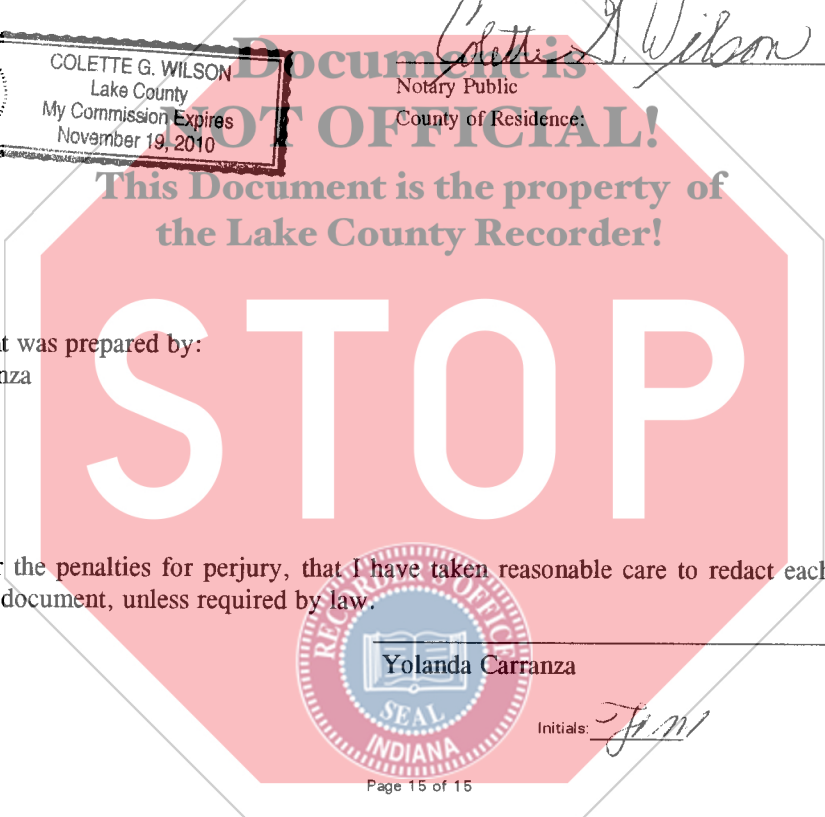 Colette G. Wilson
COLETTE G. WILSON
Lake County
My Commission Expires
November 19, 2010
Notary Public
County of Residence:
Document is
NOT OFFICIAL!
This Document is the property of
the Lake County Recorder!
STOP
t was prepared by:
nza
r the penalties for perjury, that I have taken reasonable care to redact each
document, unless required by law.
RECORDER'S OFFICE
SEAL
INDIANA
Yolanda Carranza
Initials:
Page 15 of 15